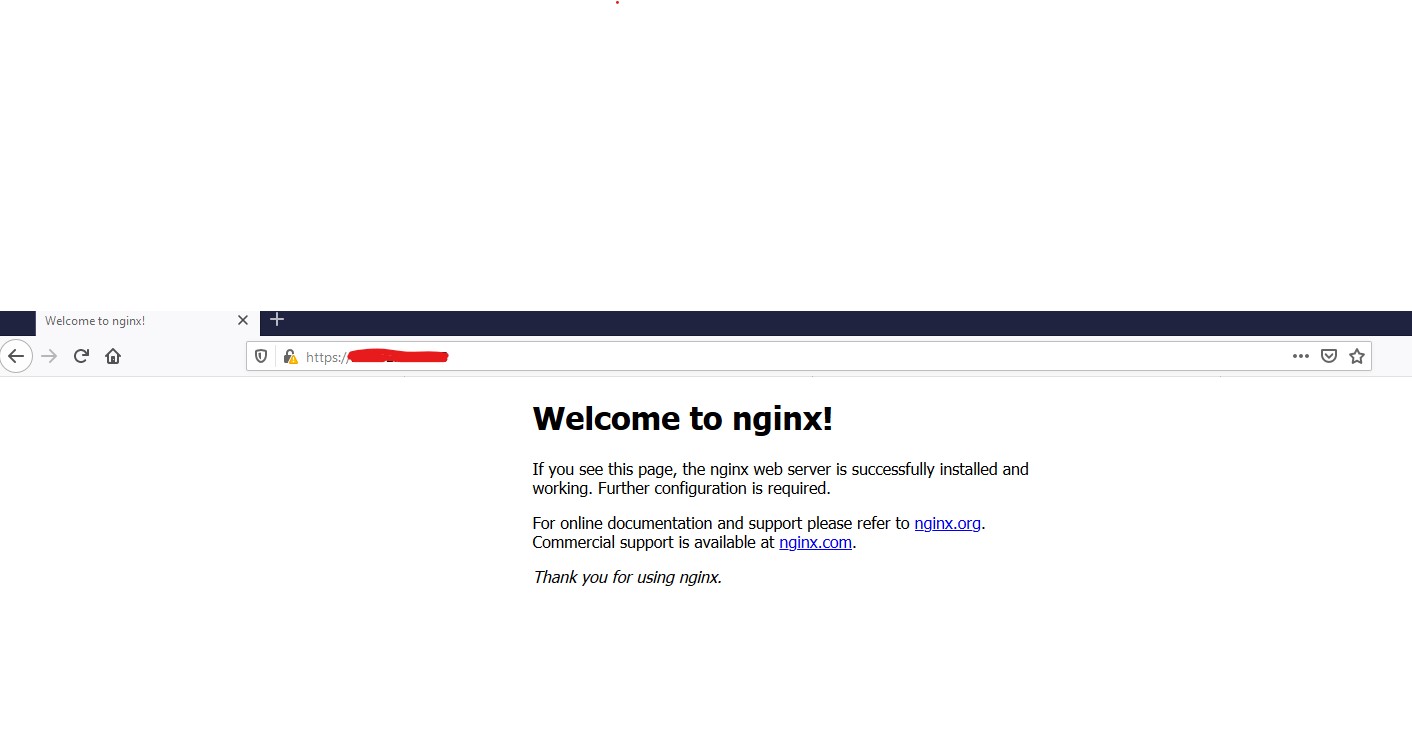 Welcome to nginx!
https://
Welcome to nginx!
If you see this page, the nginx web server is successfully installed and
working. Further configuration is required.
For online documentation and support please refer to nginx.org.
Commercial support is available at nginx.com.
Thank you for using nginx.